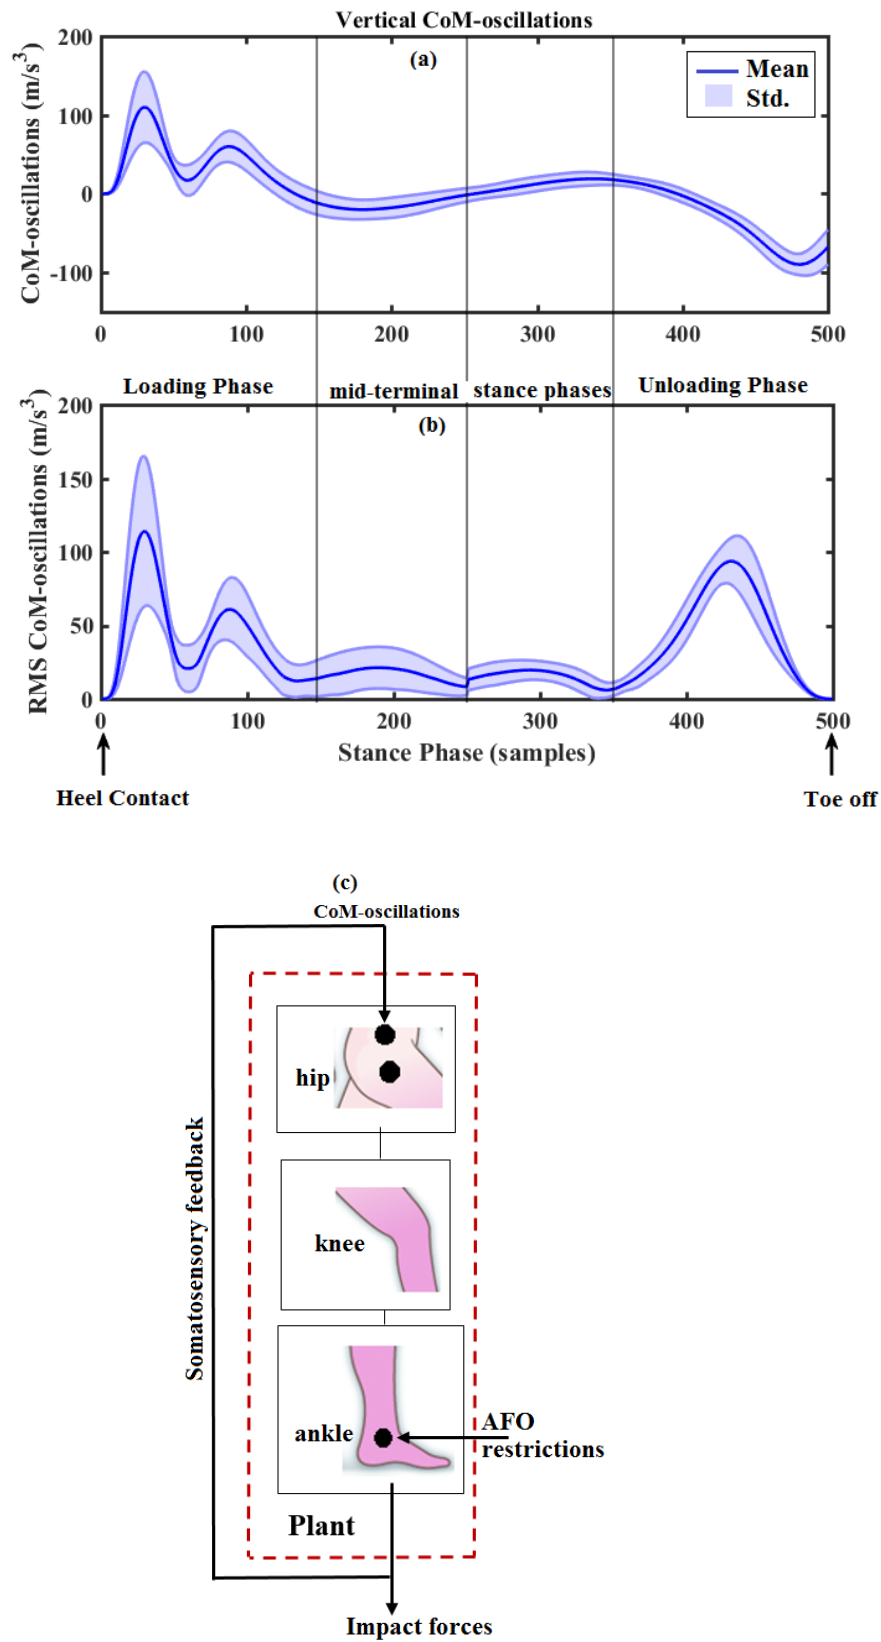 Vertical CoM-oscillations
(a)
CoM-oscillations (m/s³)
200
100
0
-100
Mean
Std.
0 100 200 300 400 500
Loading Phase mid-terminal stance phases Unloading Phase
(b)
RMS CoM-oscillations (m/s³)
200
150
100
50
0
0 100 200 300 400 500
Stance Phase (samples)
Heel Contact
Toe off
(c)
CoM-oscillations
Somatosensory feedback
hip
knee
ankle
AFO
restrictions
Plant
Impact forces